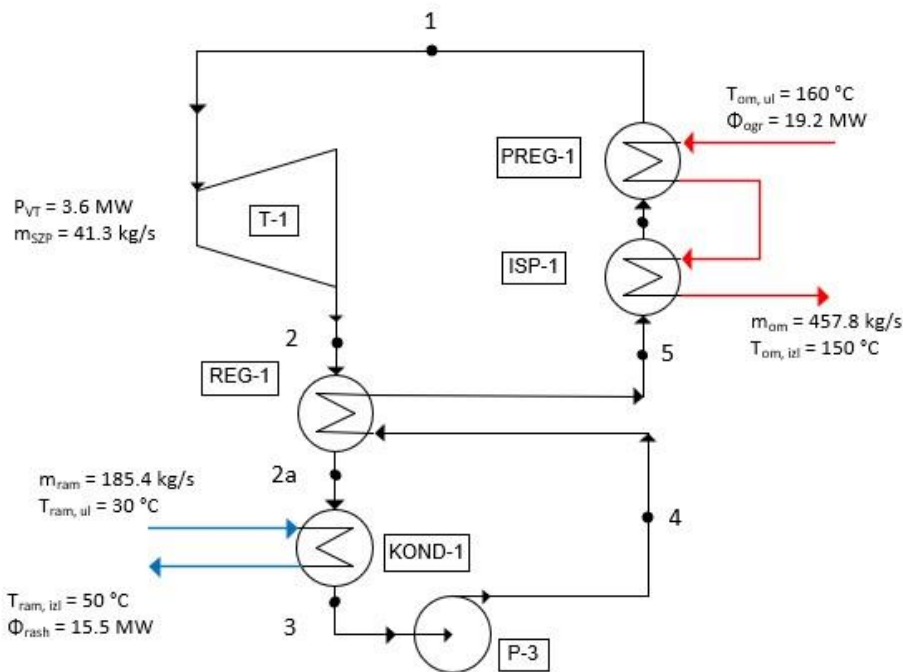 1
T_om, ul = 160 °C
Φ_ogr = 19.2 MW
PREG-1
P_VT = 3.6 MW
m_SZP = 41.3 kg/s
T-1
ISP-1
m_om = 457.8 kg/s
T_om, izl = 150 °C
2
5
REG-1
2a
m_ram = 185.4 kg/s
T_ram, ul = 30 °C
4
KOND-1
T_ram, izl = 50 °C
Φ_rash = 15.5 MW
3
P-3